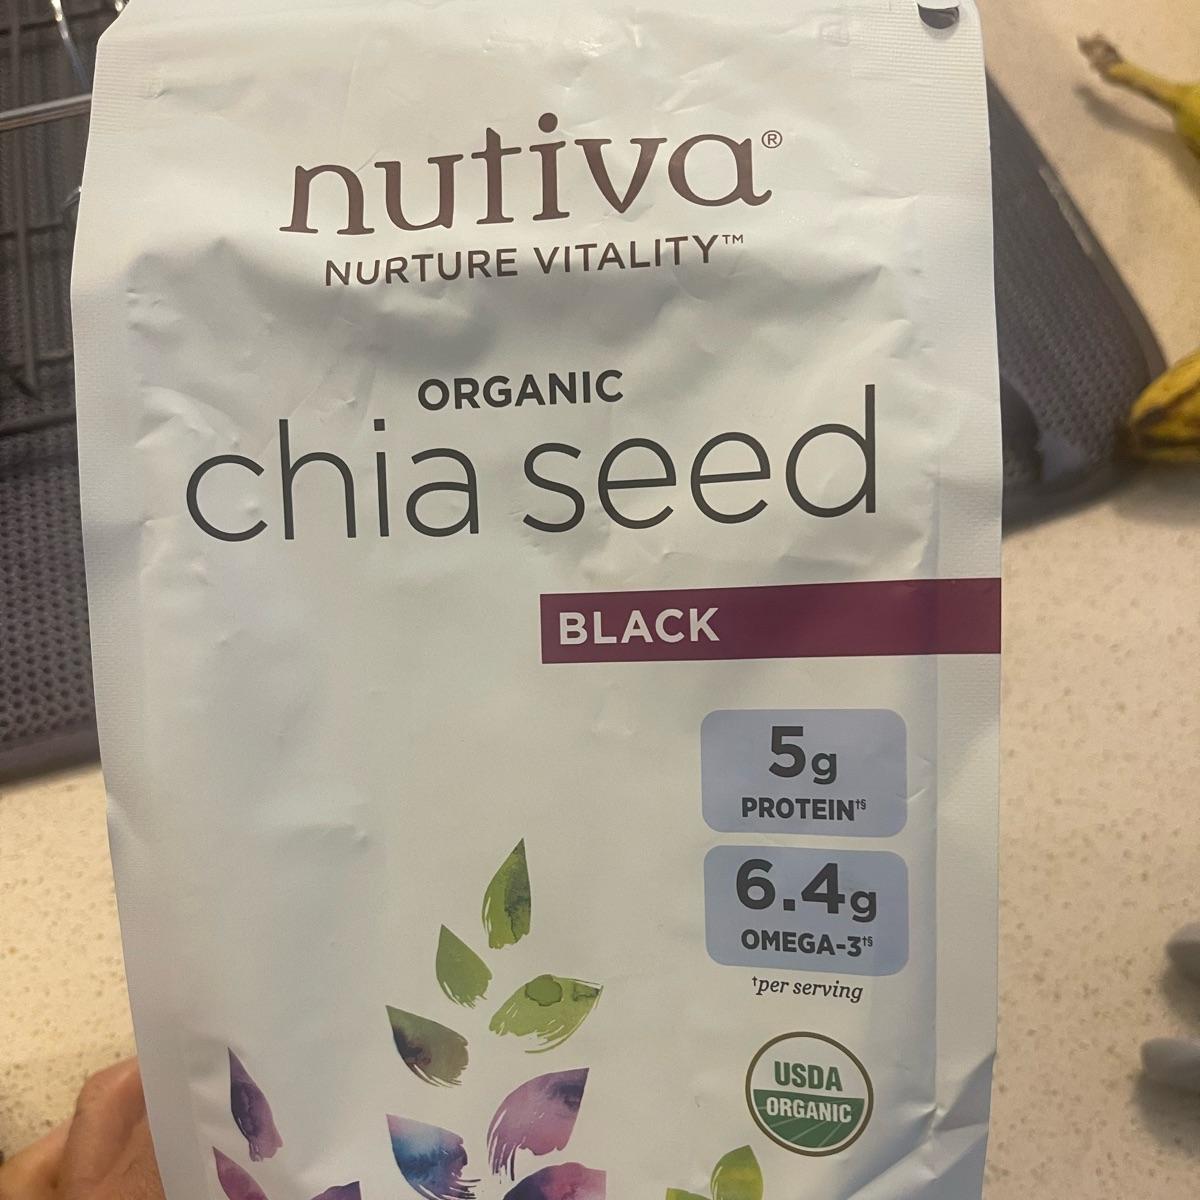 nutiva®
NURTURE VITALITY™
ORGANIC
chia seed
BLACK
5g
PROTEIN†§
6.4g
OMEGA-3†§
†per serving
USDA
ORGANIC